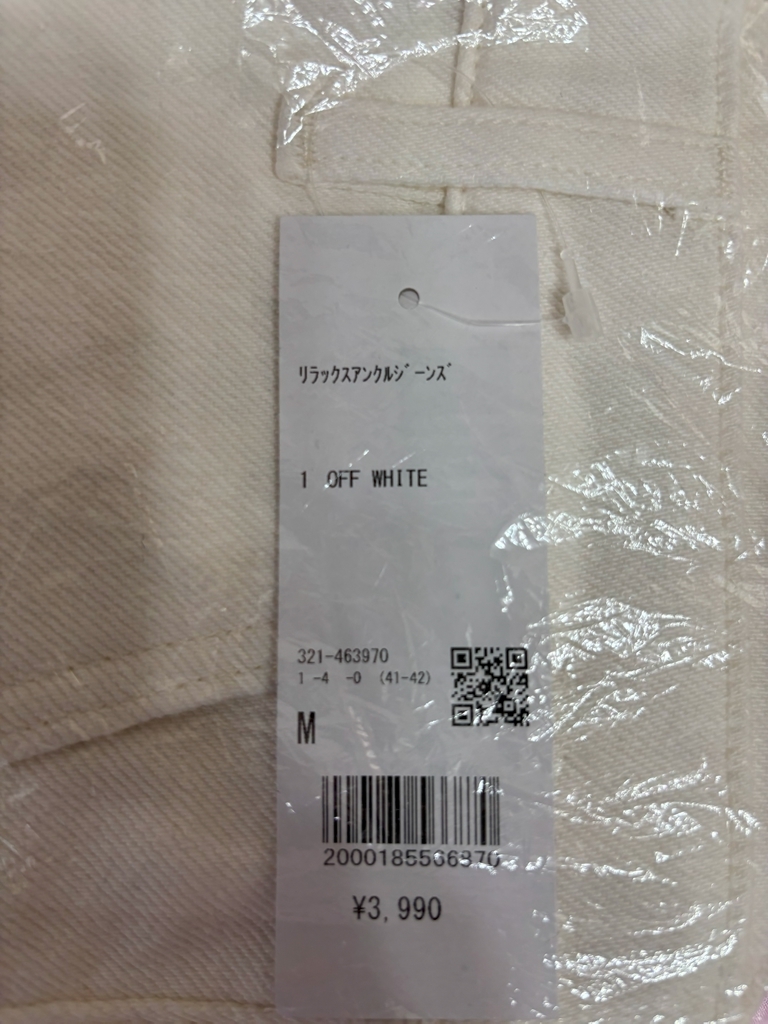 ﾘﾗｯｸｽｱﾝｸﾙｼﾞｰﾝｽﾞ
1 OFF WHITE
321-463970
1 -4 -0 (41-42)
M
2000185566870
¥3,990